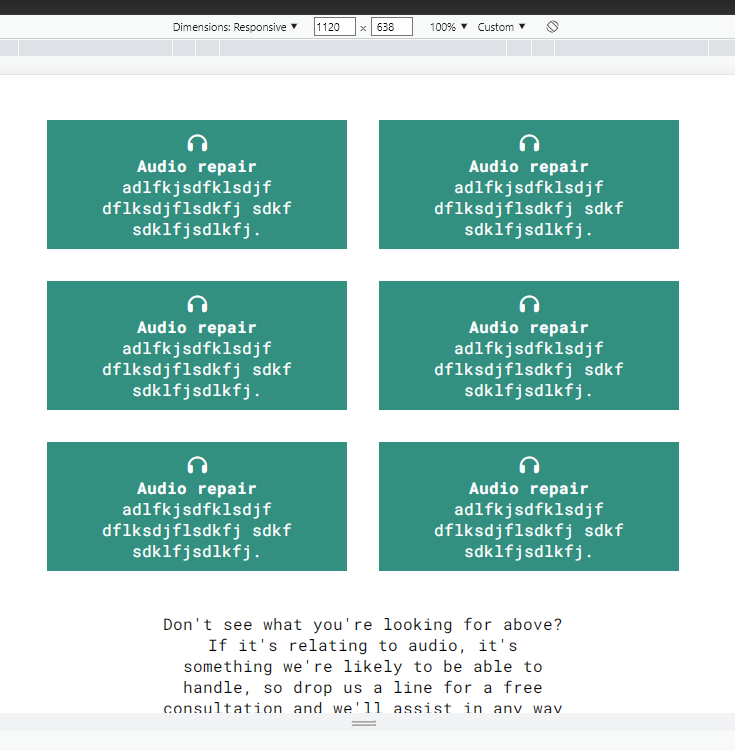 Dimensions: Responsive ▼ 1120 × 638 100% ▼ Custom ▼
Audio repair
adlfkjsdfklsdjf
dflksdjflsdkfj sdkf
sdklfjsdlkfj.
Audio repair
adlfkjsdfklsdjf
dflksdjflsdkfj sdkf
sdklfjsdlkfj.
Audio repair
adlfkjsdfklsdjf
dflksdjflsdkfj sdkf
sdklfjsdlkfj.
Audio repair
adlfkjsdfklsdjf
dflksdjflsdkfj sdkf
sdklfjsdlkfj.
Audio repair
adlfkjsdfklsdjf
dflksdjflsdkfj sdkf
sdklfjsdlkfj.
Audio repair
adlfkjsdfklsdjf
dflksdjflsdkfj sdkf
sdklfjsdlkfj.
Don't see what you're looking for above?
If it's relating to audio, it's
something we're likely to be able to
handle, so drop us a line for a free
consultation and we'll assist in any way